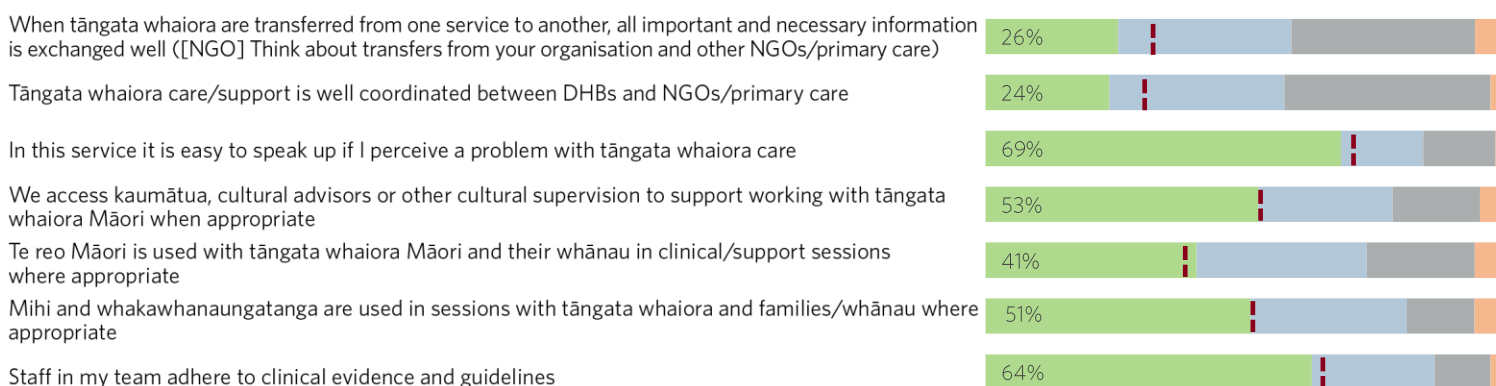 When tāngata whaiora are transferred from one service to another, all important and necessary information
is exchanged well ([NGO] Think about transfers from your organisation and other NGOs/primary care)
26%
Tāngata whaiora care/support is well coordinated between DHBs and NGOs/primary care
24%
In this service it is easy to speak up if I perceive a problem with tāngata whaiora care
69%
We access kaumātua, cultural advisors or other cultural supervision to support working with tāngata
whaiora Māori when appropriate
53%
Te reo Māori is used with tāngata whaiora Māori and their whānau in clinical/support sessions
where appropriate
41%
Mihi and whakawhanaungatanga are used in sessions with tāngata whaiora and families/whānau where
appropriate
51%
Staff in my team adhere to clinical evidence and guidelines
64%